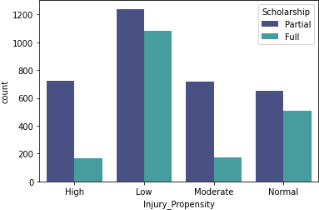 Scholarship
Partial
Full
1200
1000
800
600
400
200
0
count
High
Low
Moderate
Normal
Injury_Propensity